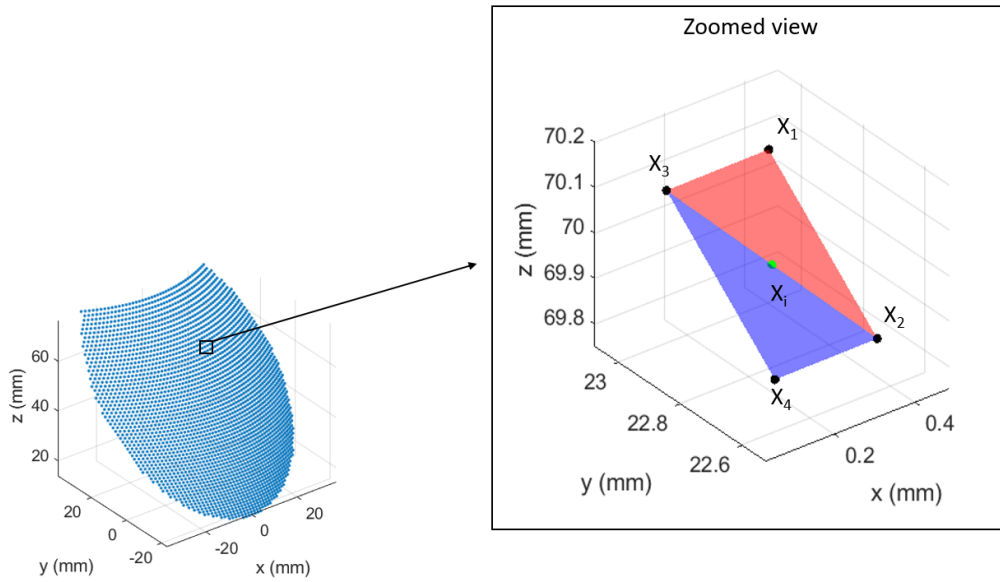 Zoomed view
70.2
70.1
70
69.9
69.8
z (mm)
X₁
X₃
Xᵢ
X₂
X₄
23
22.8
22.6
y (mm)
0.2
0.4
x (mm)
60
40
20
z (mm)
20
0
-20
y (mm)
-20
0
20
x (mm)